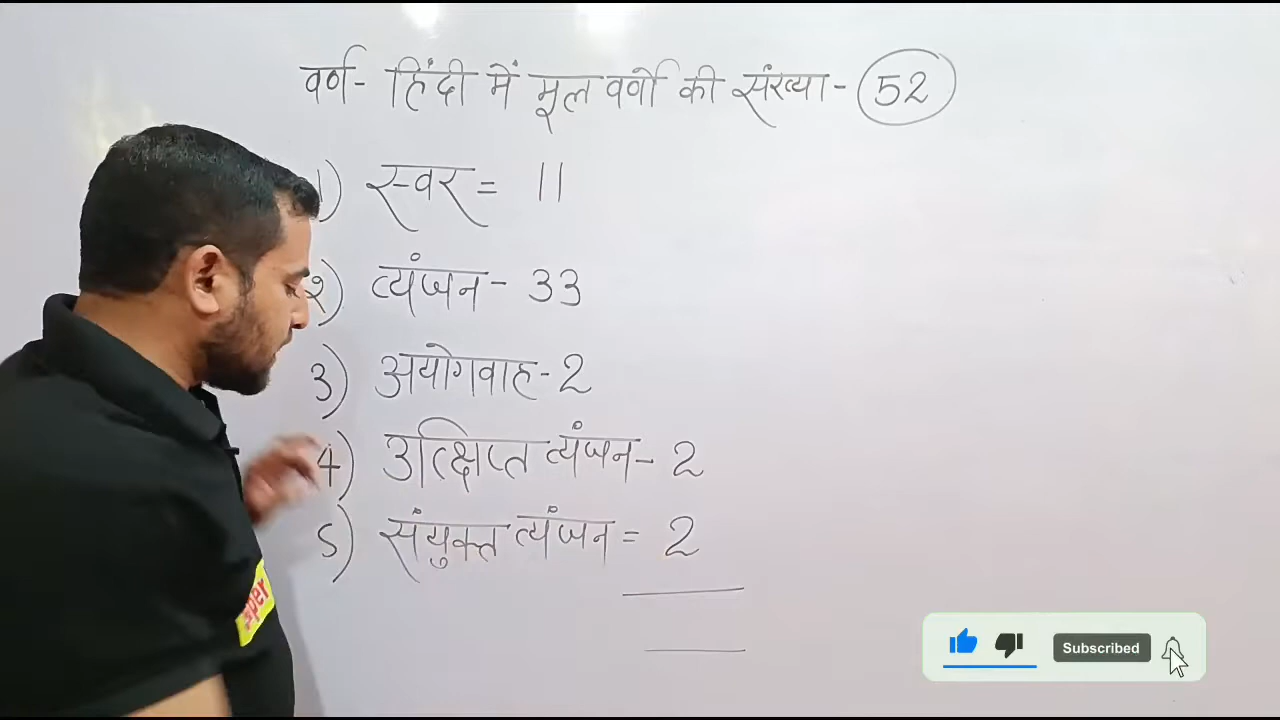 वर्ण- हिंदी में मूल वर्णो की संख्या- 52
1) स्वर = 11
२) व्यंजन - 33
3) अयोगवाह - 2
4) उत्क्षिप्त व्यंजन - 2
5) संयुक्त व्यंजन = 2
Subscribed